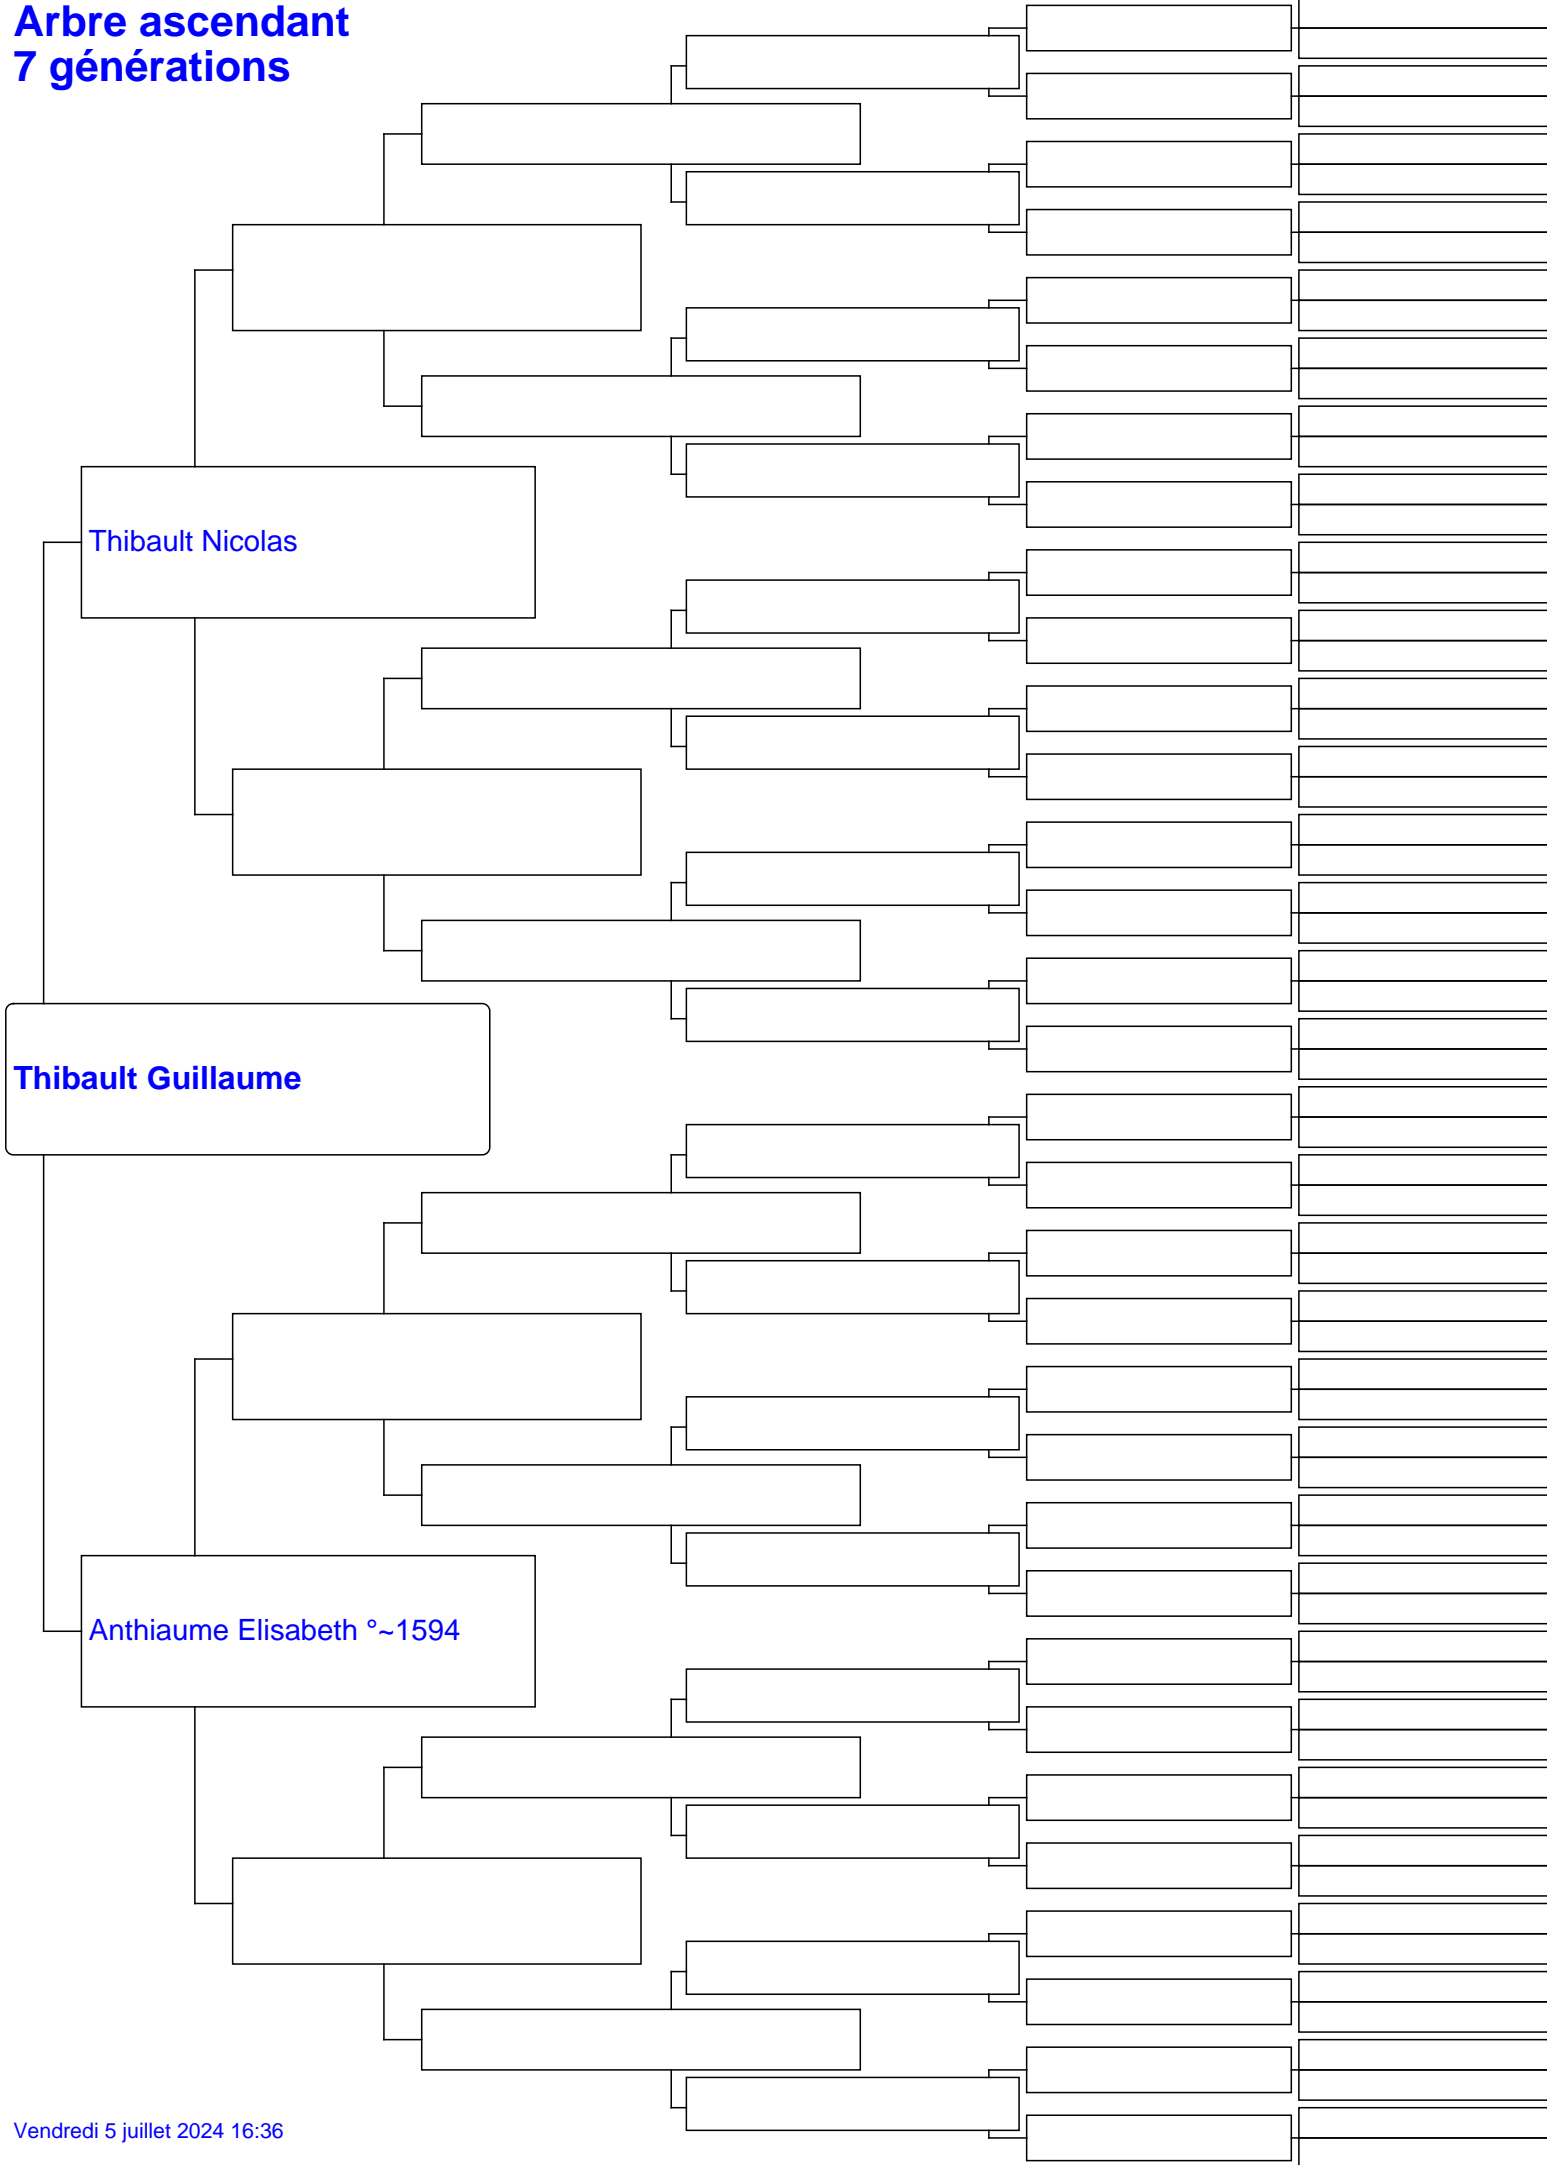 Arbre ascendant
7 générations
Thibault Nicolas
Thibault Guillaume
Anthiaume Elisabeth °~1594
Vendredi 5 juillet 2024 16:36